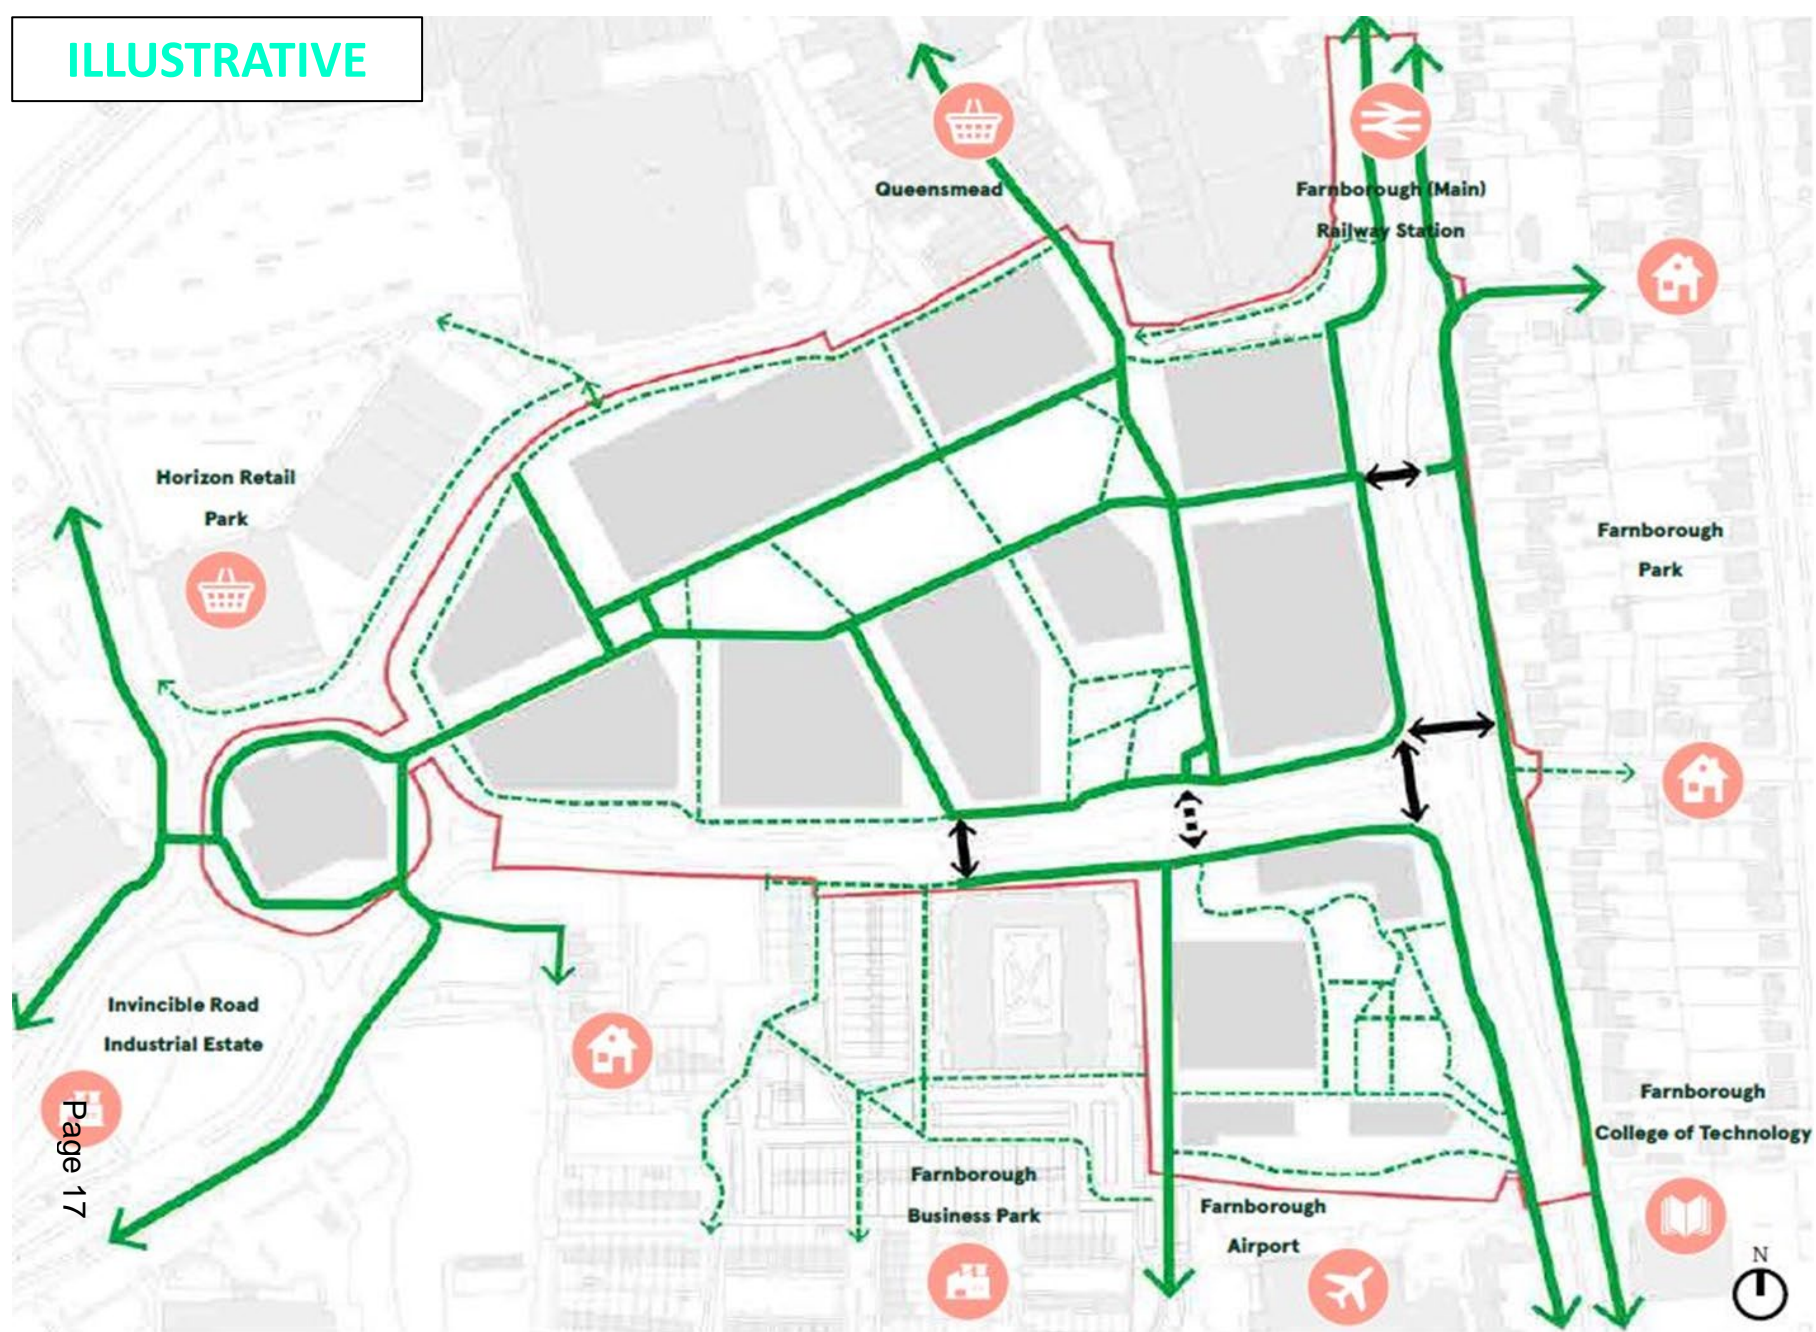 ILLUSTRATIVE
Queensmead
Farnborough (Main)
Railway Station
Horizon Retail
Park
Farnborough
Park
Invincible Road
Industrial Estate
Page 17
Farnborough
College of Technology
Farnborough
Business Park
Farnborough
Airport
N